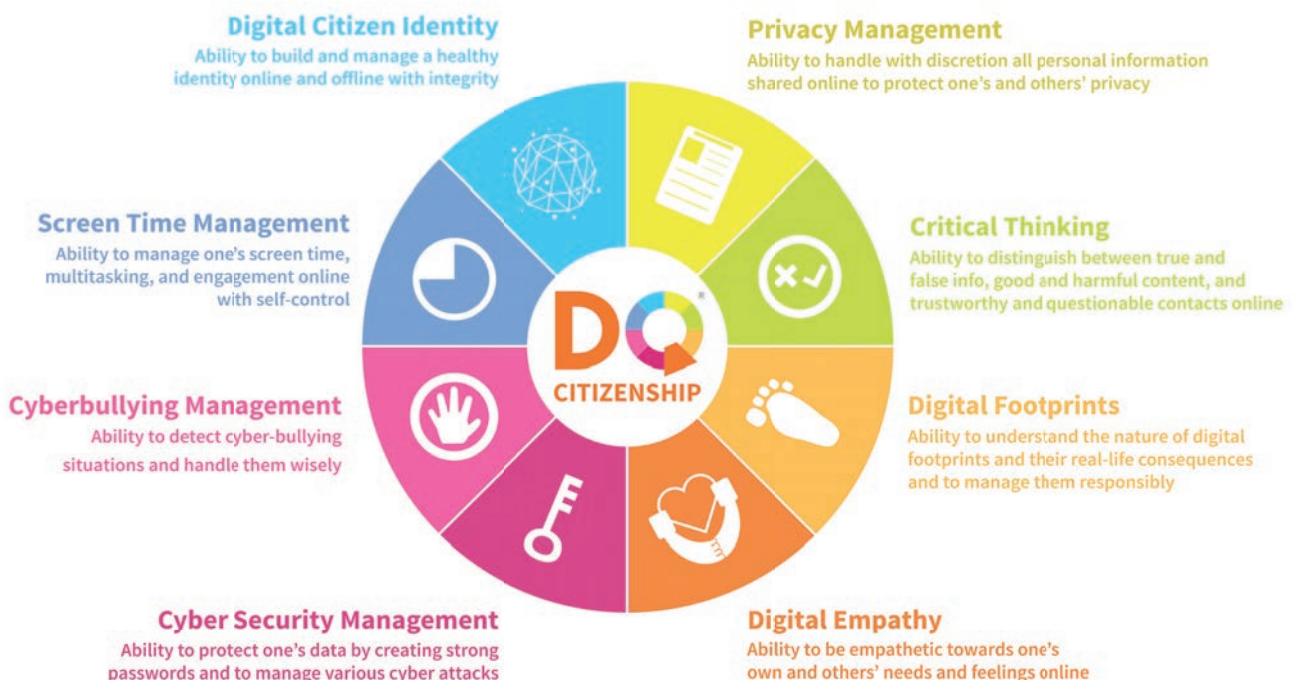 Digital Citizen Identity
Ability to build and manage a healthy
identity online and offline with integrity
Privacy Management
Ability to handle with discretion all personal information
shared online to protect one's and others' privacy
Screen Time Management
Ability to manage one's screen time,
multitasking, and engagement online
with self-control
Critical Thinking
Ability to distinguish between true and
false info, good and harmful content, and
trustworthy and questionable contacts online
DQ®
CITIZENSHIP
Cyberbullying Management
Ability to detect cyber-bullying
situations and handle them wisely
Digital Footprints
Ability to understand the nature of digital
footprints and their real-life consequences
and to manage them responsibly
Cyber Security Management
Ability to protect one's data by creating strong
passwords and to manage various cyber attacks
Digital Empathy
Ability to be empathetic towards one's
own and others' needs and feelings online